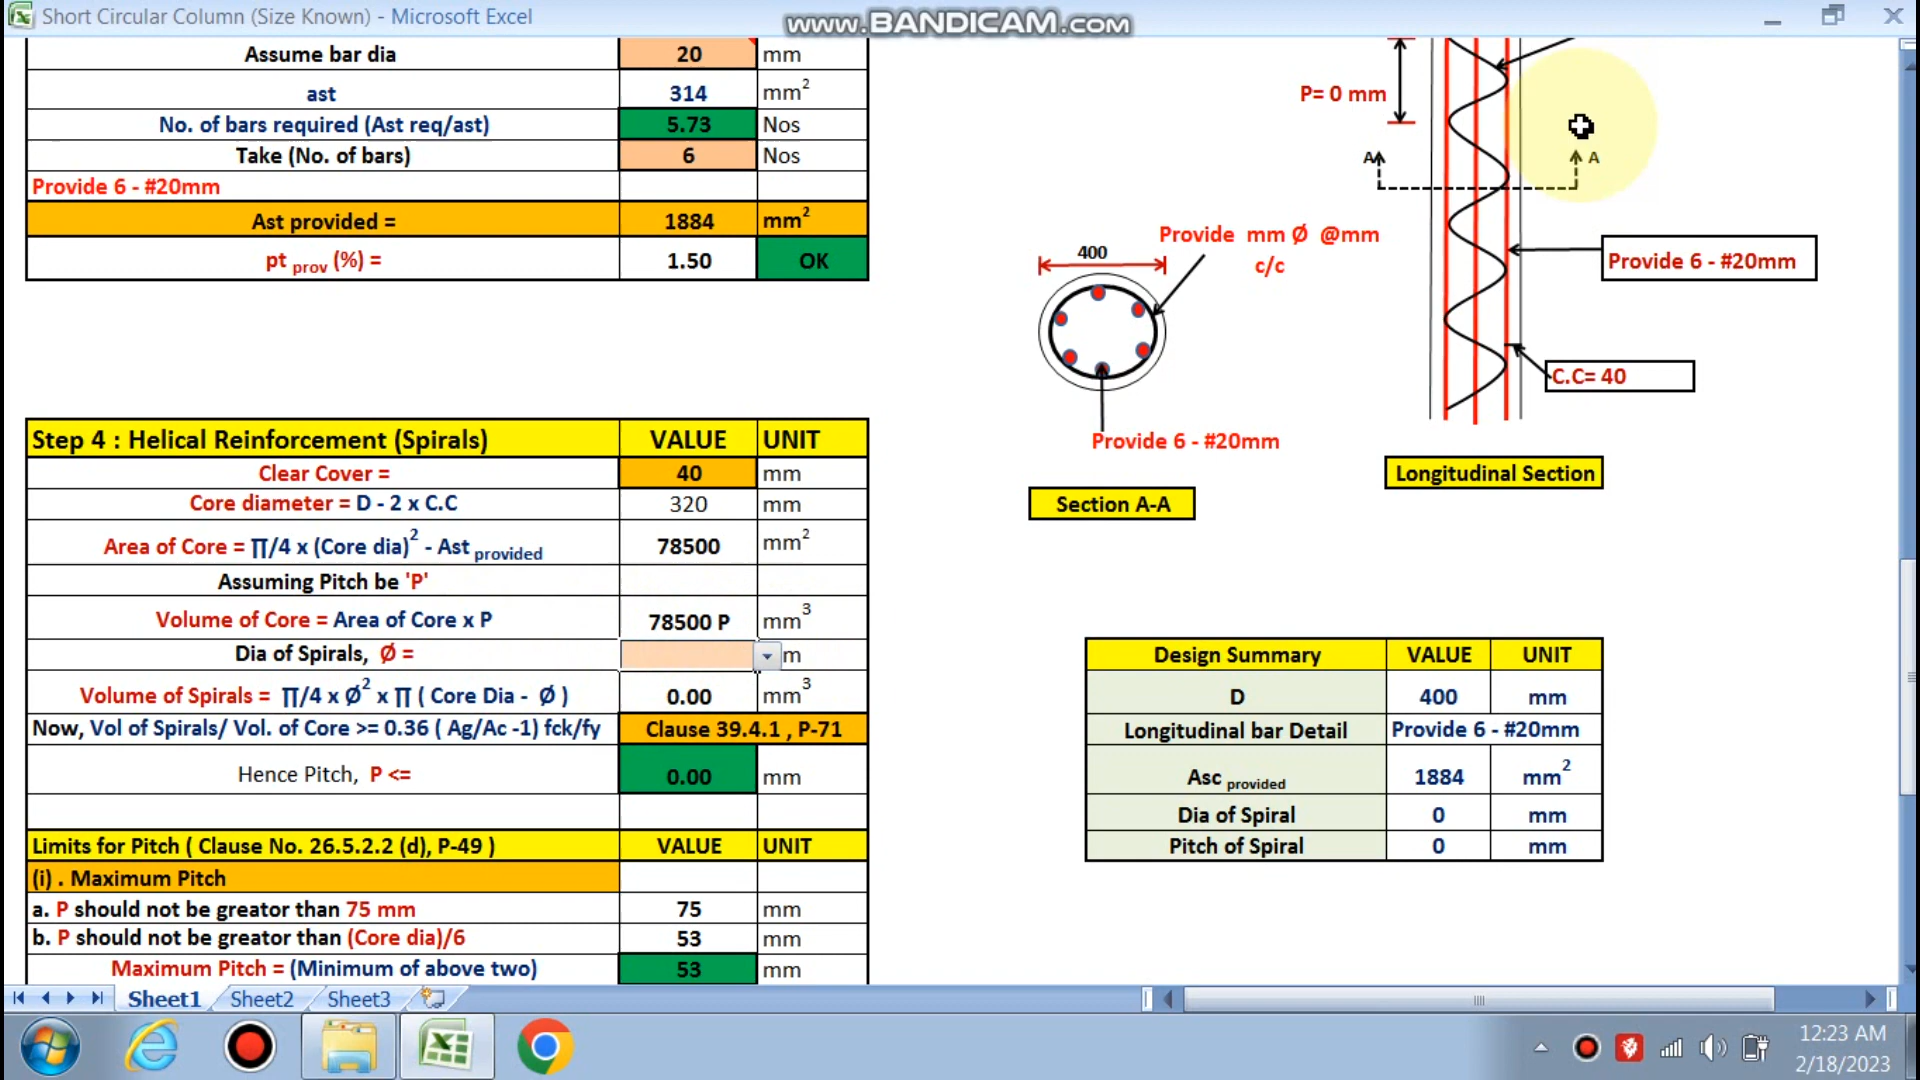 Short Circular Column (Size Known) - Microsoft Excel
www.BANDICAM.com
Assume bar dia 20 mm
ast 314 mm²
No. of bars required (Ast req/ast) 5.73 Nos
Take (No. of bars) 6 Nos
Provide 6 - #20mm
Ast provided = 1884 mm²
pt prov (%) = 1.50 OK
P= 0 mm
A A
400
Provide mm Ø @mm
c/c
Provide 6 - #20mm
C.C= 40
Provide 6 - #20mm
Longitudinal Section
Section A-A
Step 4 : Helical Reinforcement (Spirals) VALUE UNIT
Clear Cover = 40 mm
Core diameter = D - 2 x C.C 320 mm
Area of Core = ∏/4 x (Core dia)² - Ast provided 78500 mm²
Assuming Pitch be 'P'
Volume of Core = Area of Core x P 78500 P mm³
Dia of Spirals, Ø = m
Volume of Spirals = ∏/4 x Ø² x ∏ ( Core Dia - Ø ) 0.00 mm³
Now, Vol of Spirals/ Vol. of Core >= 0.36 ( Ag/Ac -1) fck/fy Clause 39.4.1 , P-71
Hence Pitch, P <= 0.00 mm
Limits for Pitch ( Clause No. 26.5.2.2 (d), P-49 ) VALUE UNIT
(i) . Maximum Pitch
a. P should not be greater than 75 mm 75 mm
b. P should not be greater than (Core dia)/6 53 mm
Maximum Pitch = (Minimum of above two) 53 mm
Design Summary VALUE UNIT
D 400 mm
Longitudinal bar Detail Provide 6 - #20mm
Asc provided 1884 mm²
Dia of Spiral 0 mm
Pitch of Spiral 0 mm
Sheet1 Sheet2 Sheet3
12:23 AM
2/18/2023